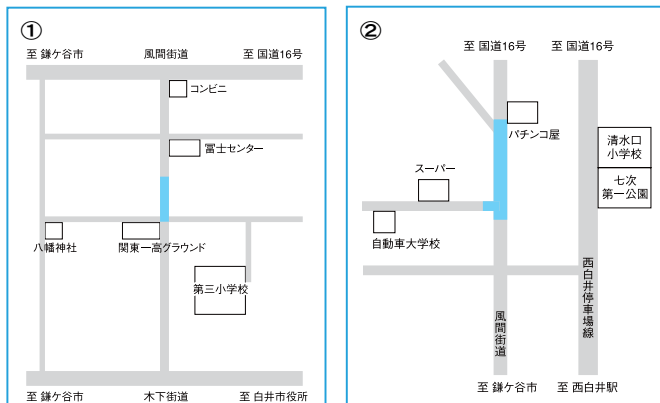 ①
至 鎌ケ谷市 風間街道 至 国道16号
コンビニ
冨士センター
八幡神社 関東一高グラウンド
第三小学校
至 鎌ケ谷市 木下街道 至 白井市役所
②
至 国道16号 至 国道16号
パチンコ屋
清水口
小学校
七次
第一公園
スーパー
自動車大学校
西白井停車場線
風間街道
至 鎌ケ谷市 至 西白井駅